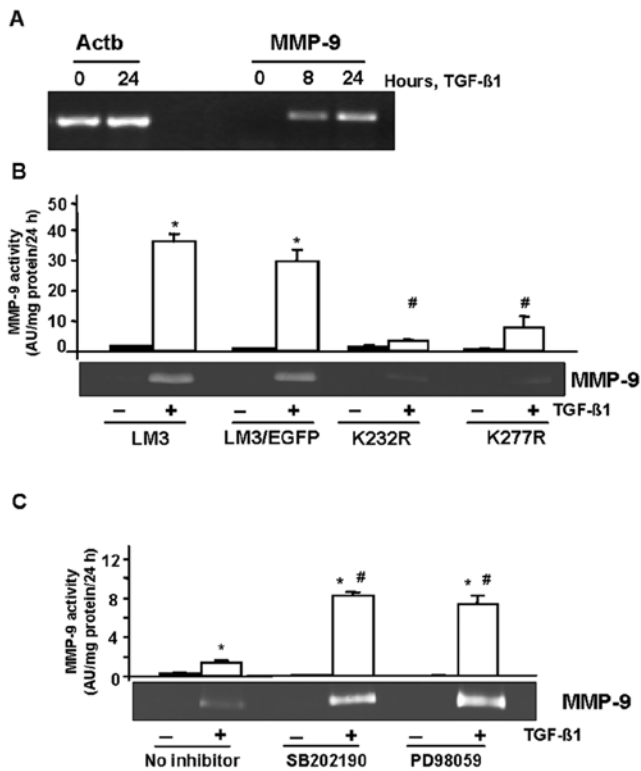 A
Actb MMP-9
0 24 0 8 24 Hours, TGF-ß1
B
MMP-9 activity
(AU/mg protein/24 h)
50
40
30
20
10
0
* * # #
MMP-9
– + – + – + – + TGF-ß1
LM3 LM3/EGFP K232R K277R
C
MMP-9 activity
(AU/mg protein/24 h)
12
8
4
0
* * # * #
MMP-9
– + – + – + TGF-ß1
No inhibitor SB202190 PD98059